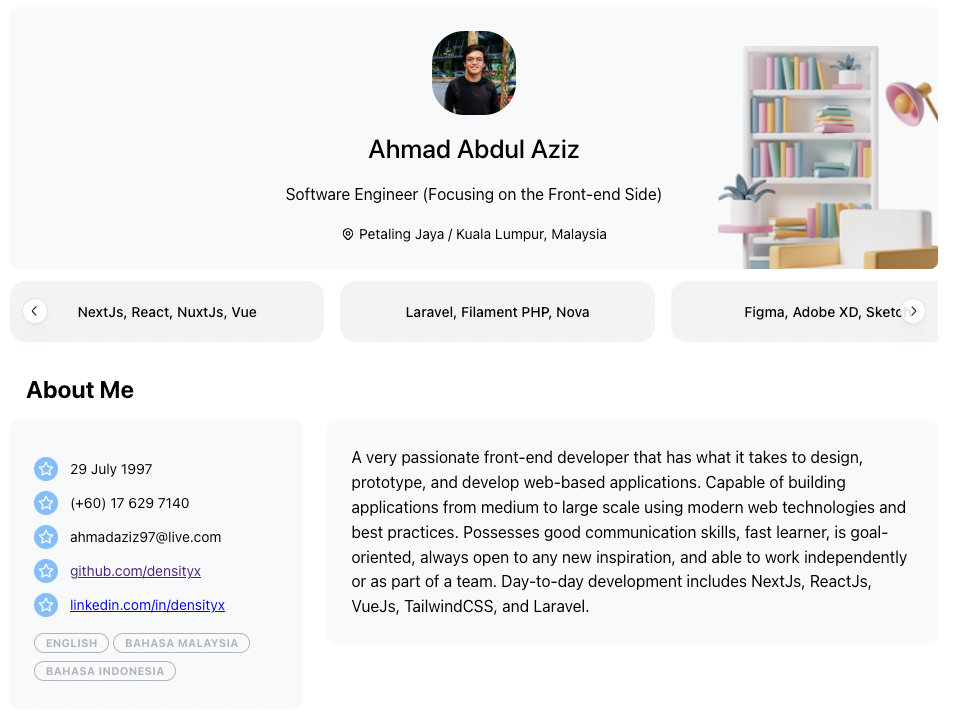 Ahmad Abdul Aziz
Software Engineer (Focusing on the Front-end Side)
Petaling Jaya / Kuala Lumpur, Malaysia
NextJs, React, NuxtJs, Vue
Laravel, Filament PHP, Nova
Figma, Adobe XD, Sketch
About Me
29 July 1997
(+60) 17 629 7140
ahmadaziz97@live.com
github.com/densityx
linkedin.com/in/densityx
ENGLISH
BAHASA MALAYSIA
BAHASA INDONESIA
A very passionate front-end developer that has what it takes to design,
prototype, and develop web-based applications. Capable of building
applications from medium to large scale using modern web technologies and
best practices. Possesses good communication skills, fast learner, is goal-
oriented, always open to any new inspiration, and able to work independently
or as part of a team. Day-to-day development includes NextJs, ReactJs,
VueJs, TailwindCSS, and Laravel.